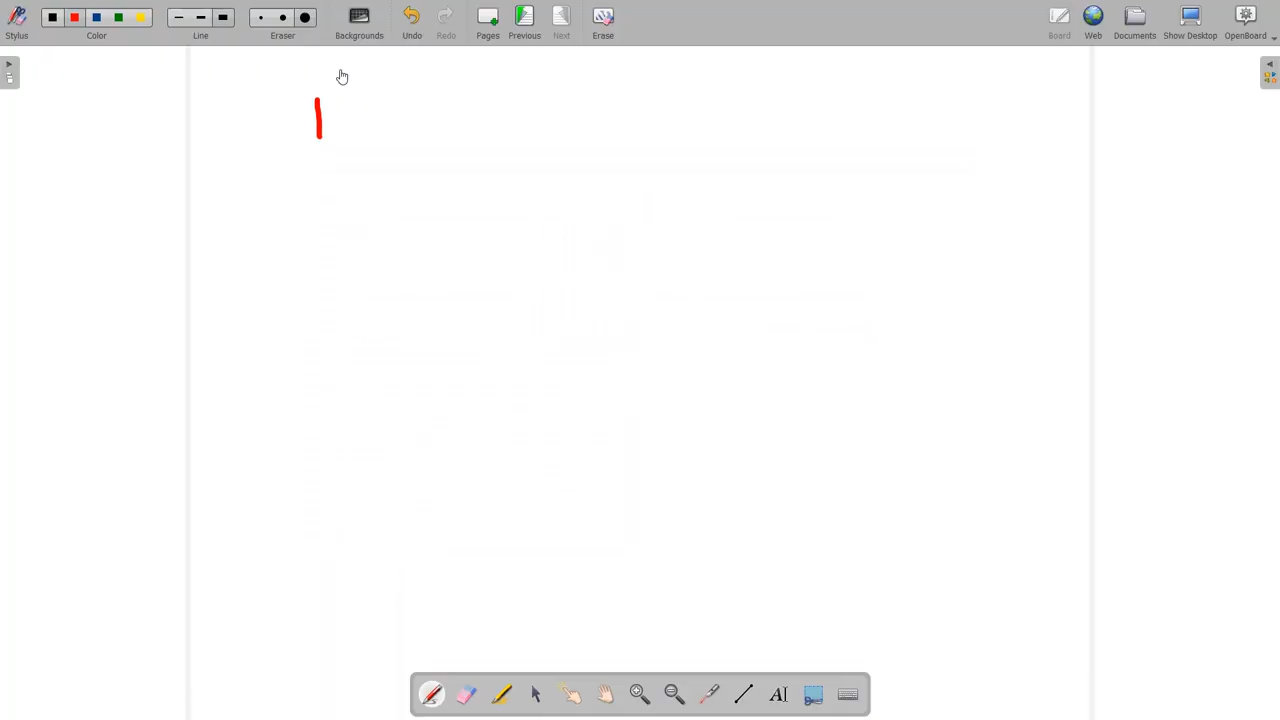 Stylus
Color
Line
Eraser
Backgrounds
Undo
Redo
Pages
Previous
Next
Erase
Board
Web
Documents
Show Desktop
OpenBoard